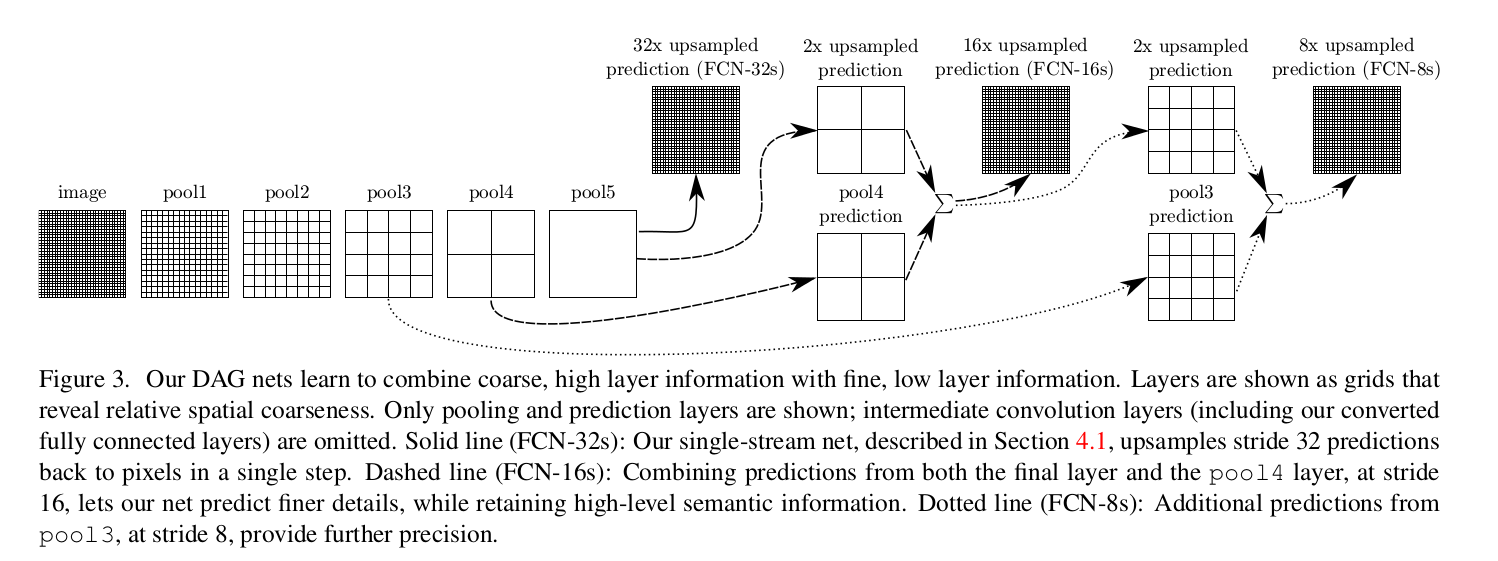 32x upsampled
prediction (FCN-32s)
2x upsampled
prediction
16x upsampled
prediction (FCN-16s)
2x upsampled
prediction
8x upsampled
prediction (FCN-8s)
image
pool1
pool2
pool3
pool4
pool5
pool4
prediction
∑
pool3
prediction
∑
Figure 3. Our DAG nets learn to combine coarse, high layer information with fine, low layer information. Layers are shown as grids that
reveal relative spatial coarseness. Only pooling and prediction layers are shown; intermediate convolution layers (including our converted
fully connected layers) are omitted. Solid line (FCN-32s): Our single-stream net, described in Section 4.1, upsamples stride 32 predictions
back to pixels in a single step. Dashed line (FCN-16s): Combining predictions from both the final layer and the pool4 layer, at stride
16, lets our net predict finer details, while retaining high-level semantic information. Dotted line (FCN-8s): Additional predictions from
pool3, at stride 8, provide further precision.